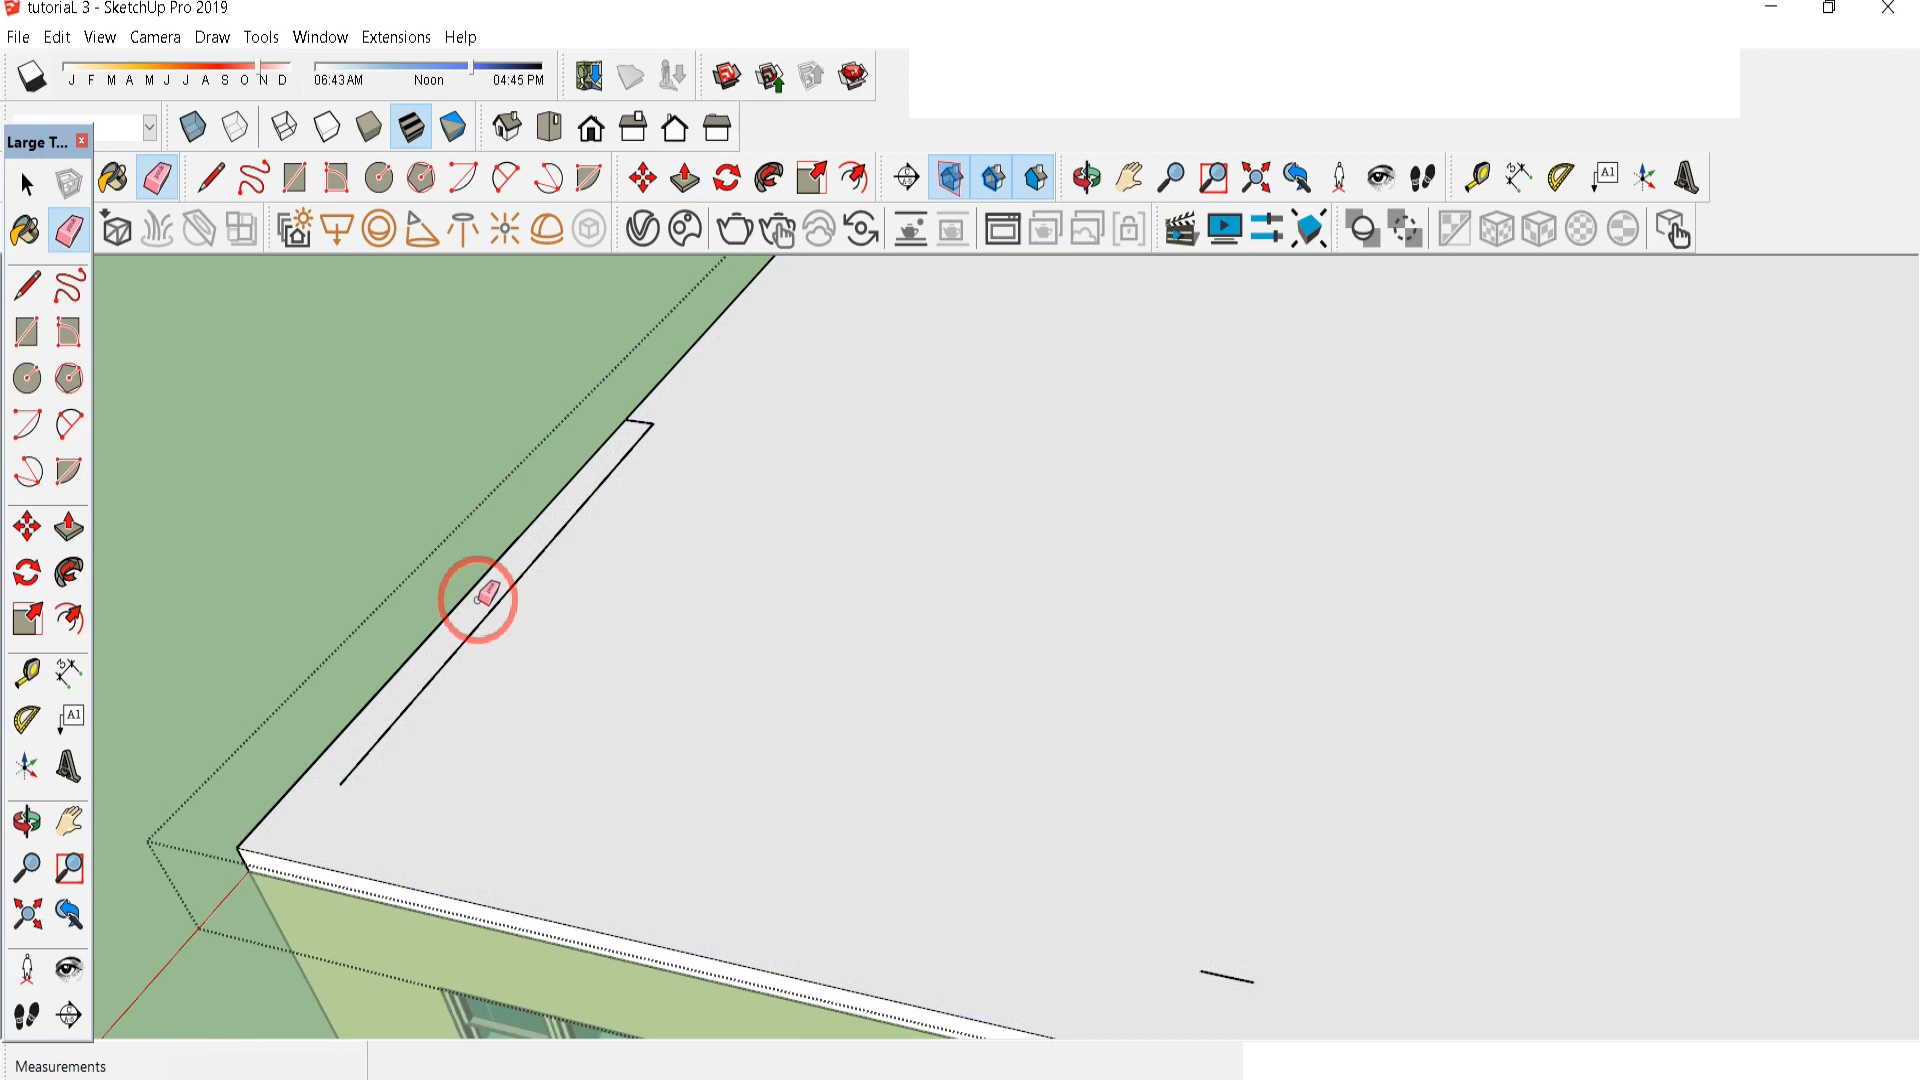 tutoriaL 3 - SketchUp Pro 2019
File Edit View Camera Draw Tools Window Extensions Help
J F M A M J J A S O N D
06:43 AM Noon 04:45 PM
Large T...
A1
A1
Measurements